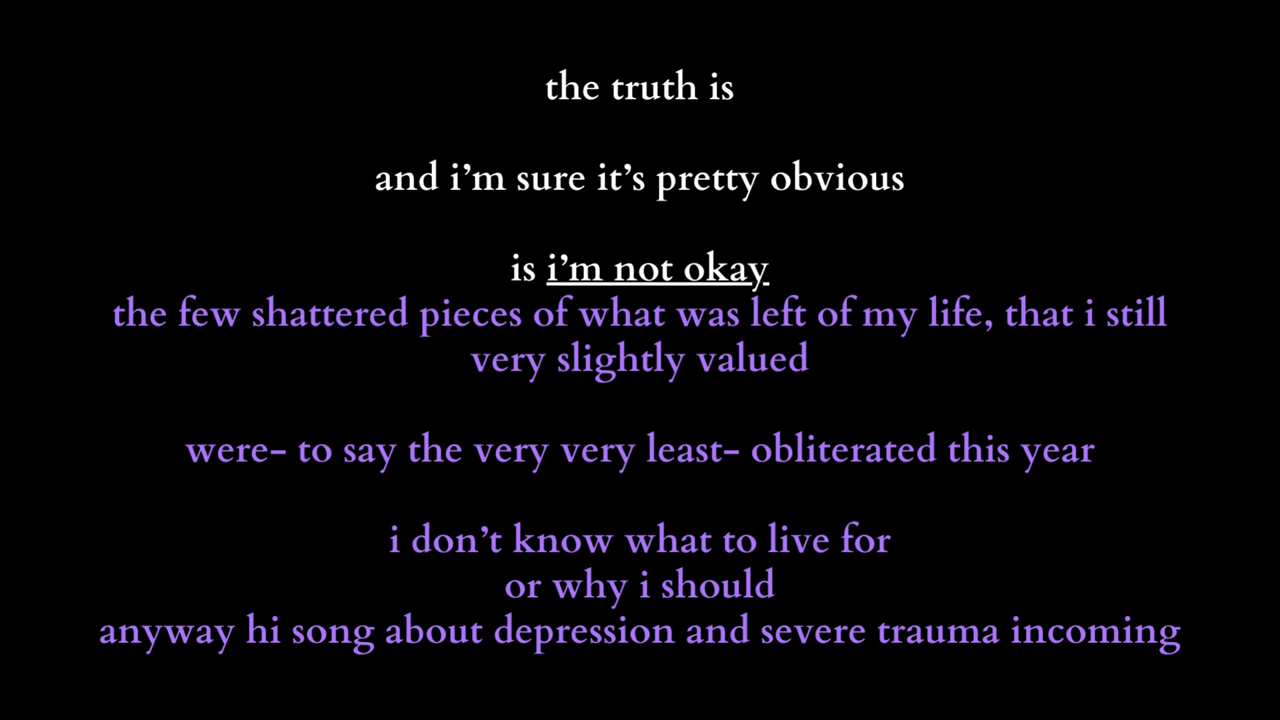 the truth is
and i’m sure it’s pretty obvious
is i’m not okay
the few shattered pieces of what was left of my life, that i still
very slightly valued
were- to say the very very least- obliterated this year
i don’t know what to live for
or why i should
anyway hi song about depression and severe trauma incoming